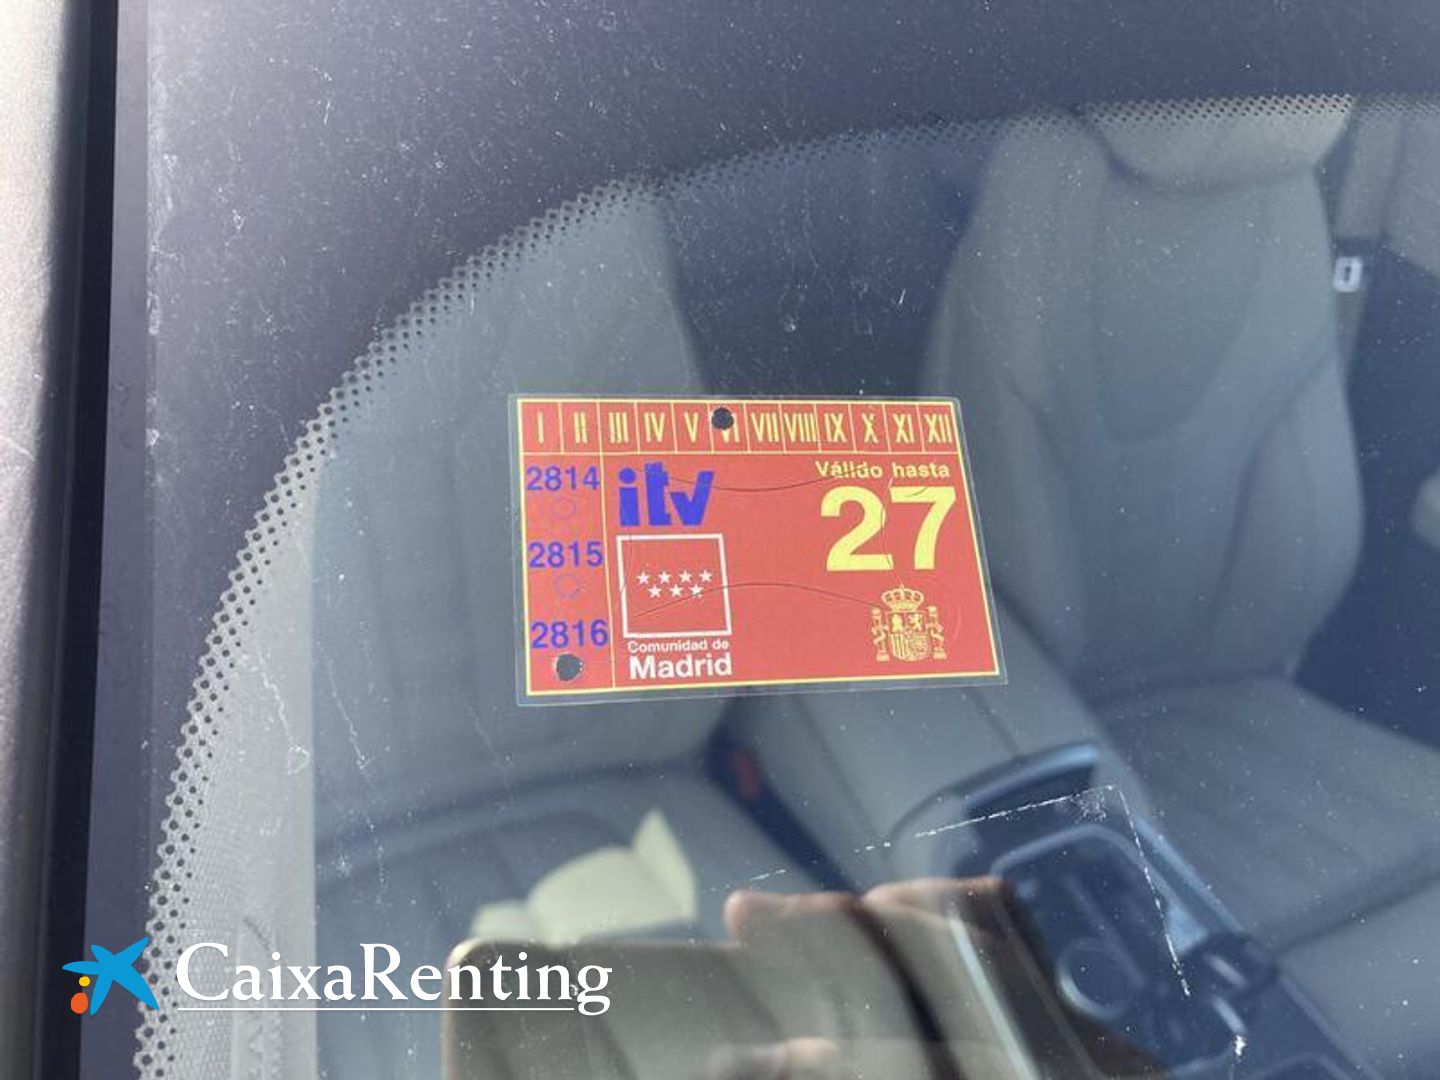 I II III IV V VI VII VIII IX X XI XII
2814 itv Válido hasta
27
2815
2816
Comunidad de
Madrid
CaixaRenting